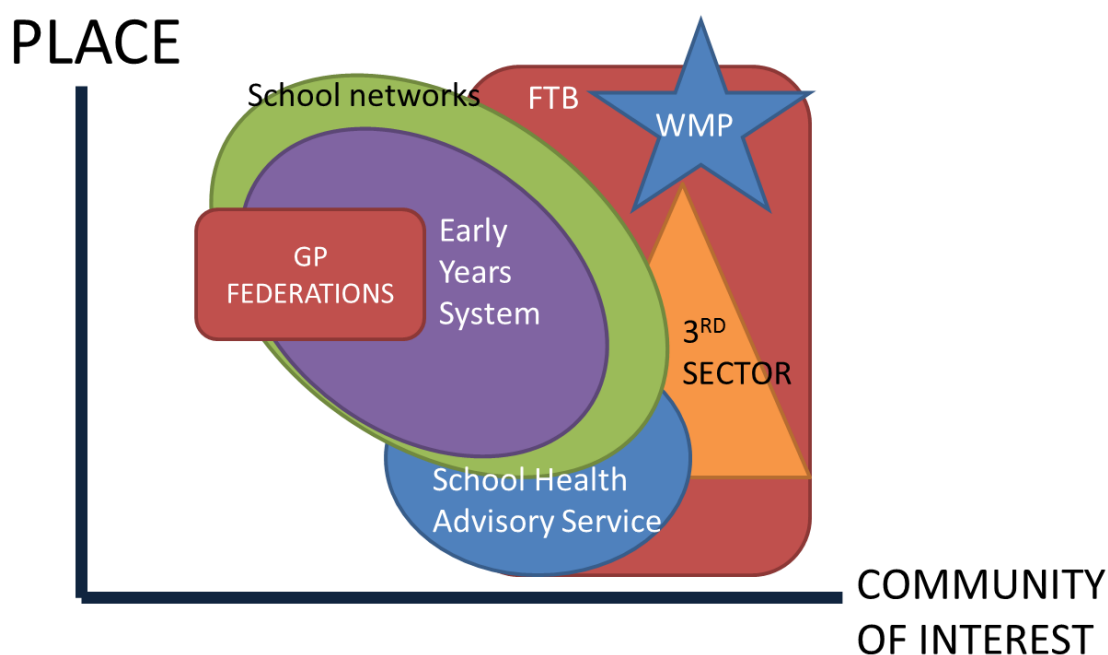 PLACE
School networks
FTB
WMP
Early
Years
System
GP
FEDERATIONS
3RD
SECTOR
School Health
Advisory Service
COMMUNITY
OF INTEREST